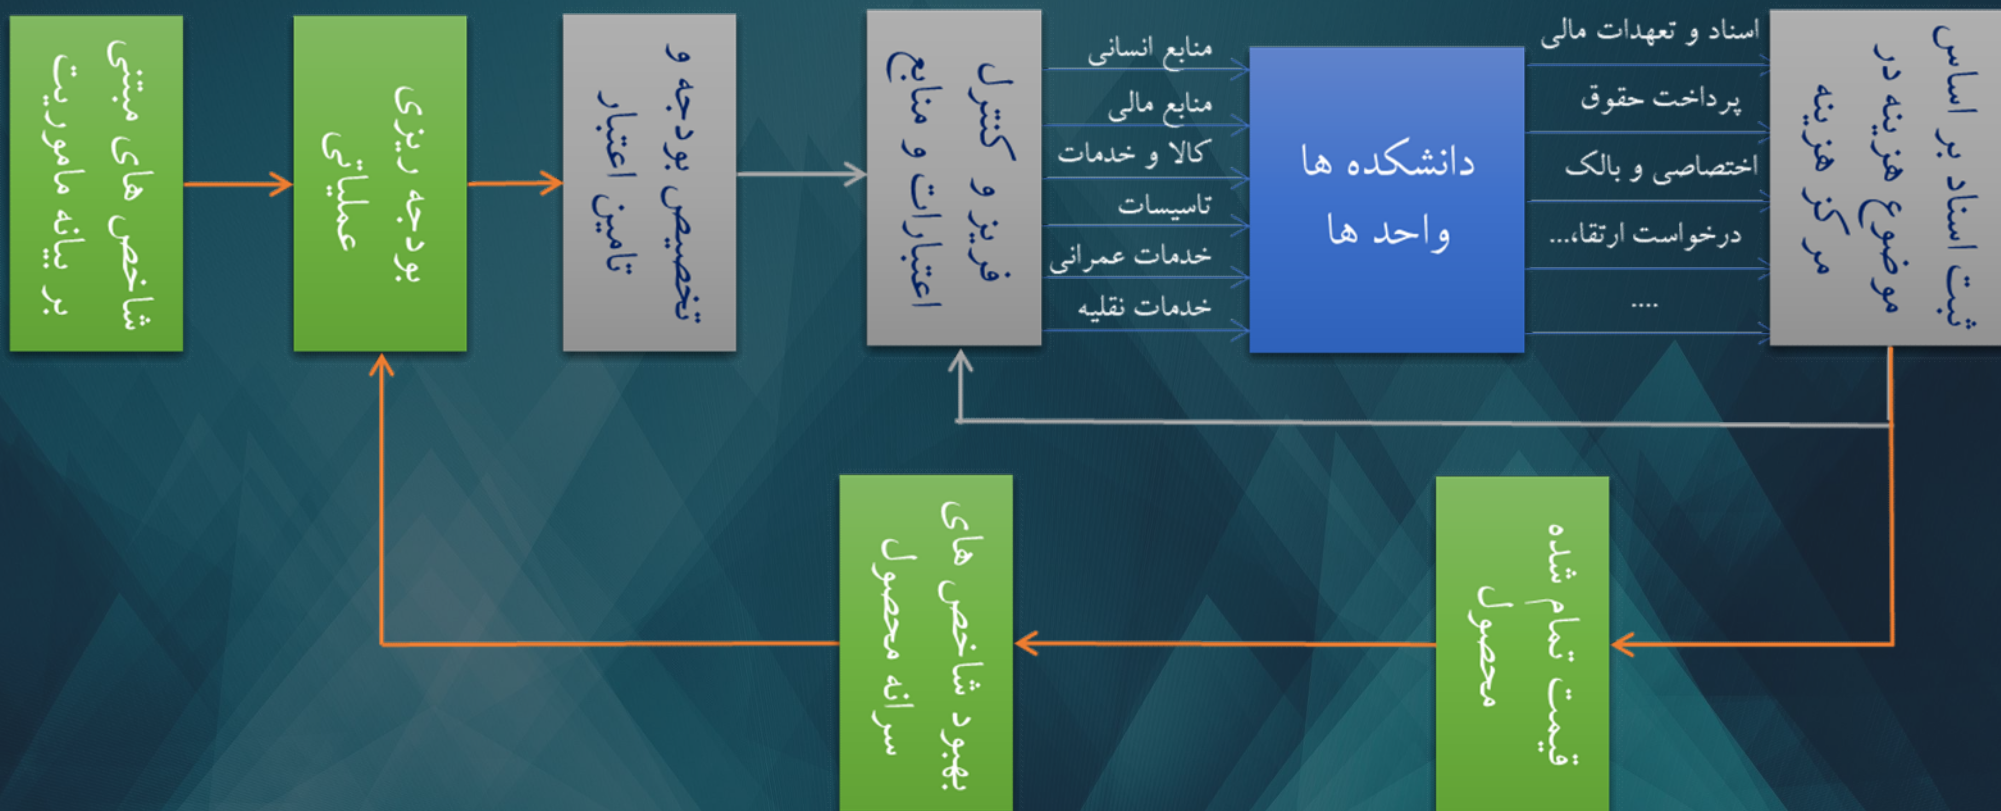 شاخص های مبتنی
بر بیانه ماموریت
بودجه ریزی
عملیاتی
تخصیص بودجه و
تامین اعتبار
فریز و کنترل
اعتبارات و منابع
منابع انسانی
منابع مالی
کالا و خدمات
تاسیسات
خدمات عمرانی
خدمات نقلیه
دانشکده ها
واحد ها
اسناد و تعهدات مالی
پرداخت حقوق
اختصاصی و بالک
درخواست ارتقا،...
....
ثبت اسناد بر اساس
موضوع هزینه در
مرکز هزینه
قیمت تمام شده
محصول
بهبود شاخص های
سرانه محصول